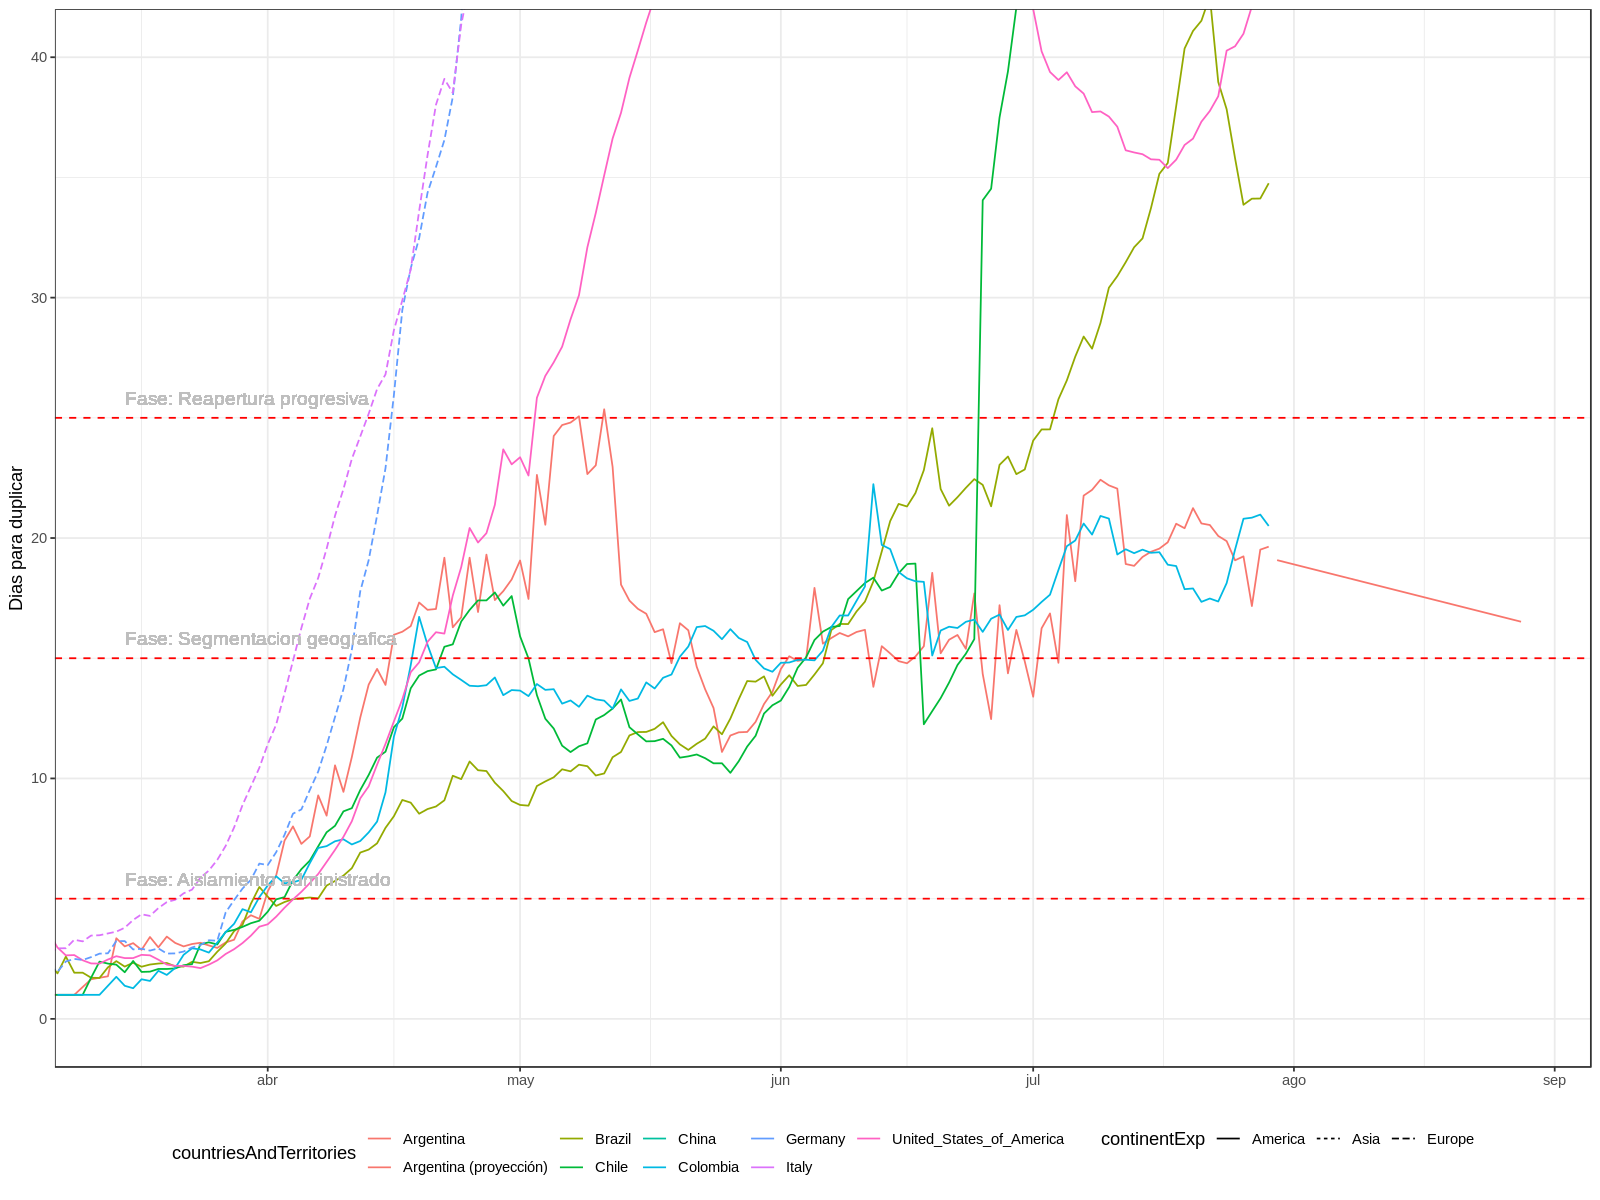 40
30
20
10
0
Dias para duplicar
Fase: Reapertura progresiva
Fase: Segmentacion geografica
Fase: Aislamiento administrado
abr may jun jul ago sep
countriesAndTerritories
Argentina Brazil China Germany United_States_of_America
Argentina (proyección) Chile Colombia Italy
continentExp America Asia Europe